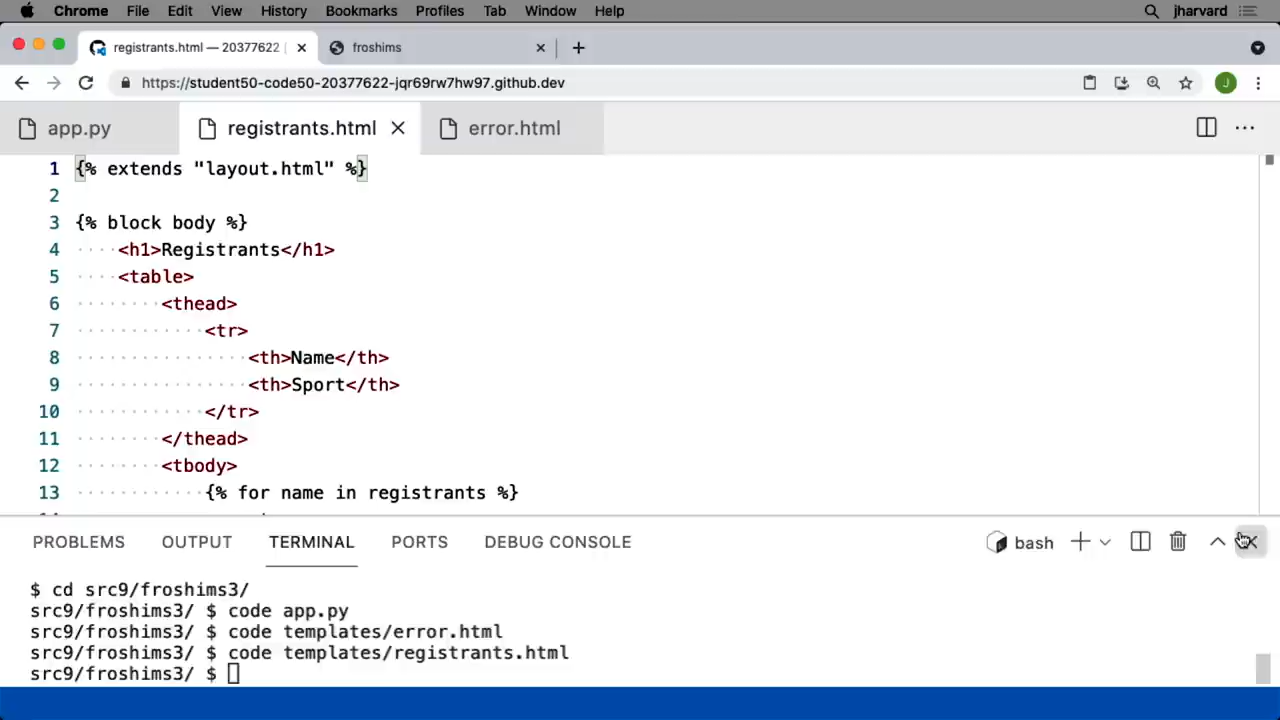 Chrome File Edit View History Bookmarks Profiles Tab Window Help jharvard
registrants.html — 20377622 [ froshims
https://student50-code50-20377622-jqr69rw7hw97.github.dev J
app.py registrants.html error.html
1 {% extends "layout.html" %}
2
3 {% block body %}
4 ····<h1>Registrants</h1>
5 ····<table>
6 ········<thead>
7 ············<tr>
8 ················<th>Name</th>
9 ················<th>Sport</th>
10 ············</tr>
11 ········</thead>
12 ········<tbody>
13 ············{% for name in registrants %}
PROBLEMS OUTPUT TERMINAL PORTS DEBUG CONSOLE bash
$ cd src9/froshims3/
src9/froshims3/ $ code app.py
src9/froshims3/ $ code templates/error.html
src9/froshims3/ $ code templates/registrants.html
src9/froshims3/ $